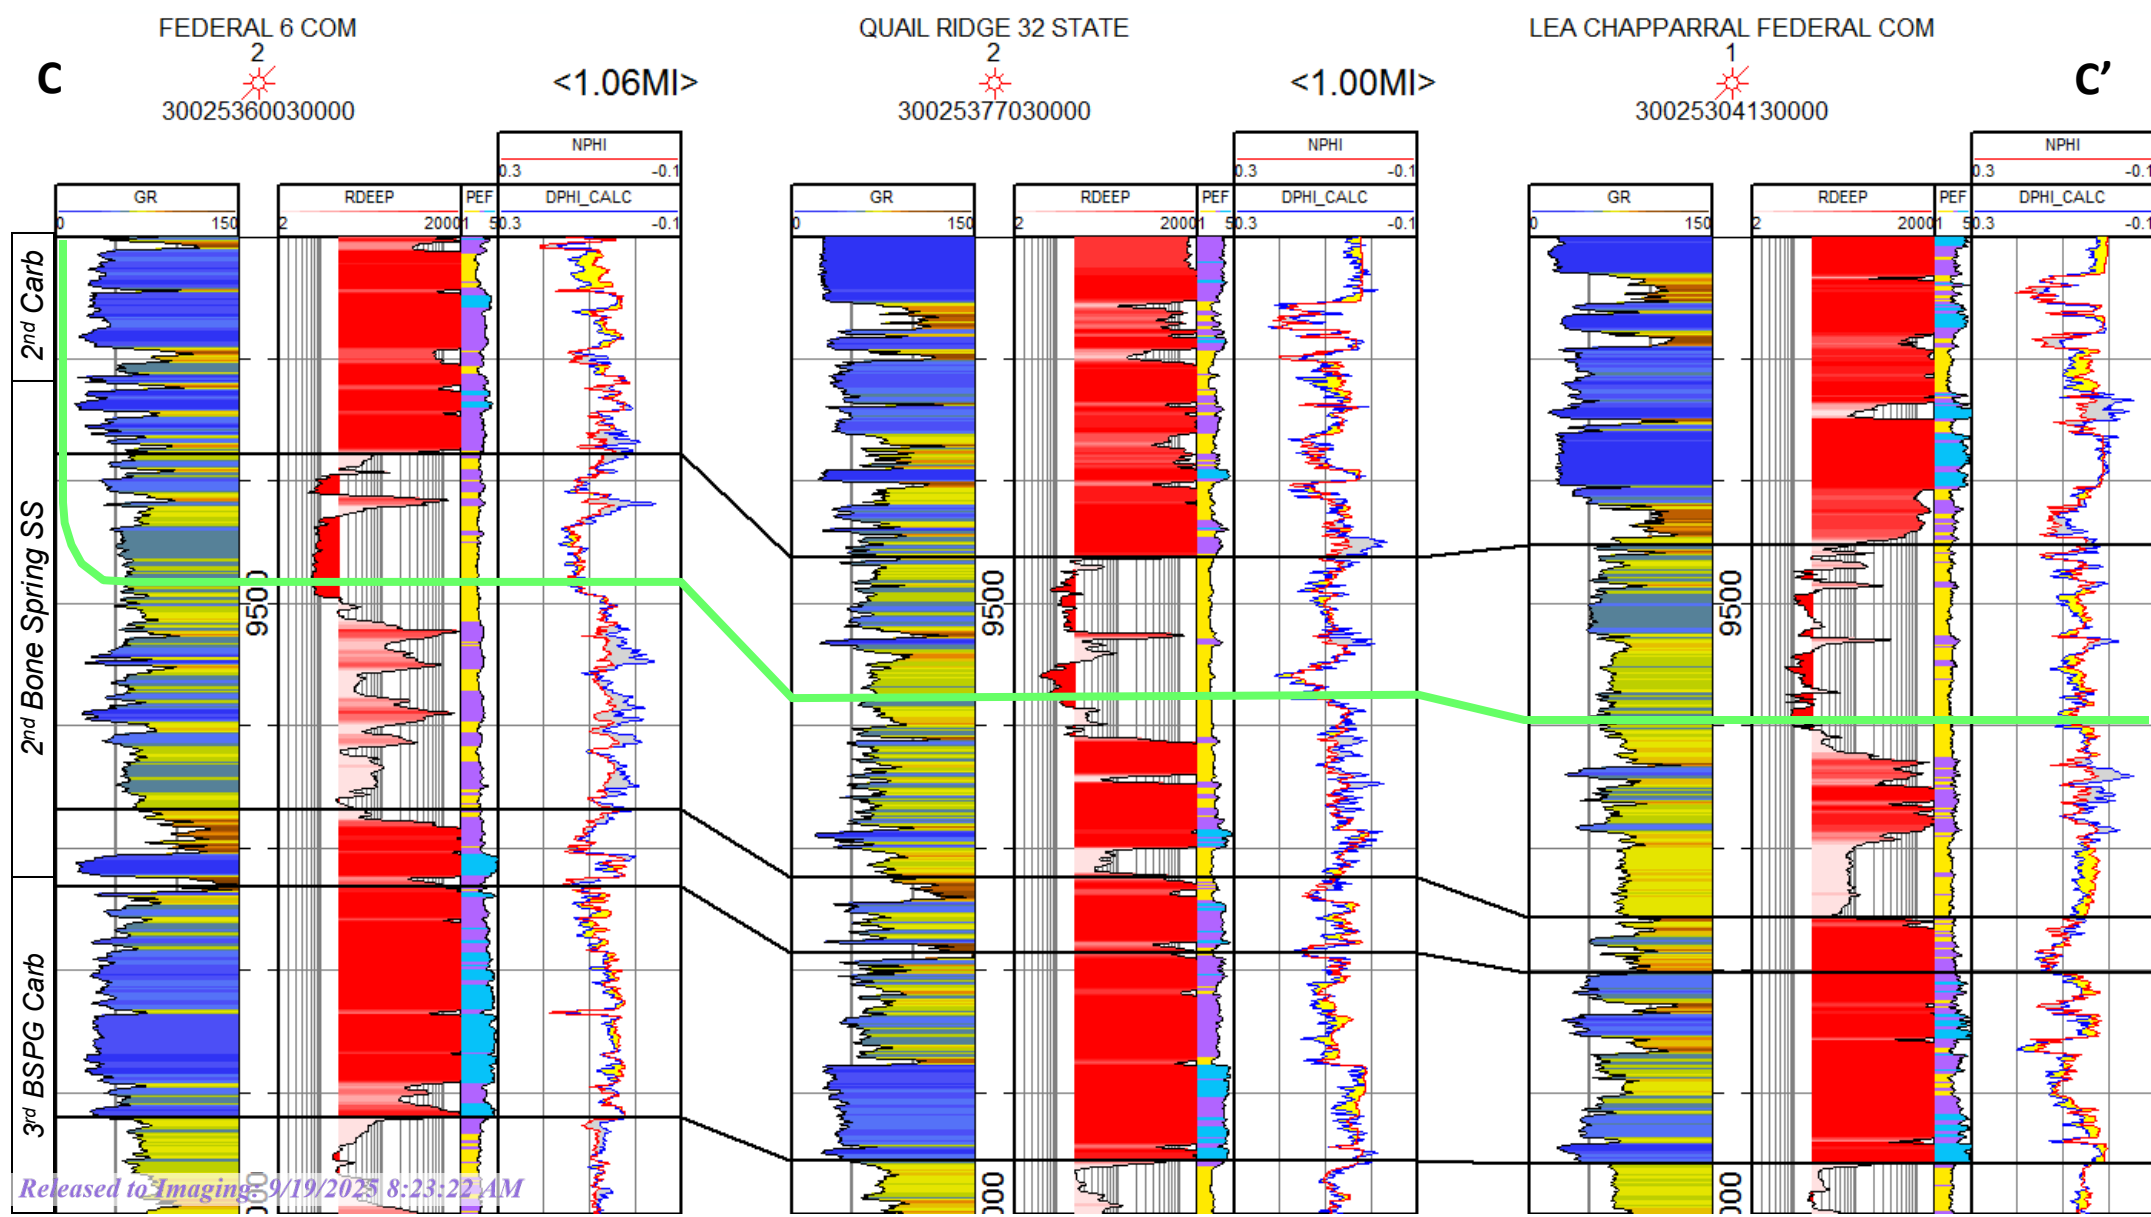 FEDERAL 6 COM
2
30025360030000
C
<1.06MI>
QUAIL RIDGE 32 STATE
2
30025377030000
<1.00MI>
LEA CHAPPARRAL FEDERAL COM
1
30025304130000
C’
NPHI
0.3 -0.1
GR RDEEP PEF DPHI_CALC
0 150 2 2000 1 5 0.3 -0.1
NPHI
0.3 -0.1
GR RDEEP PEF DPHI_CALC
0 150 2 2000 1 5 0.3 -0.1
NPHI
0.3 -0.1
GR RDEEP PEF DPHI_CALC
0 150 2 2000 1 5 0.3 -0.1
2nd Carb
2nd Bone Spring SS
3rd BSPG Carb
9500
9500
9500
000
000
000
Released to Imaging: 9/19/2025 8:23:22 AM